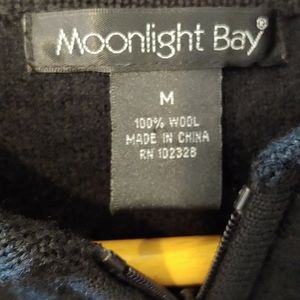 Moonlight Bay®
M
100% WOOL
MADE IN CHINA
RN 102328